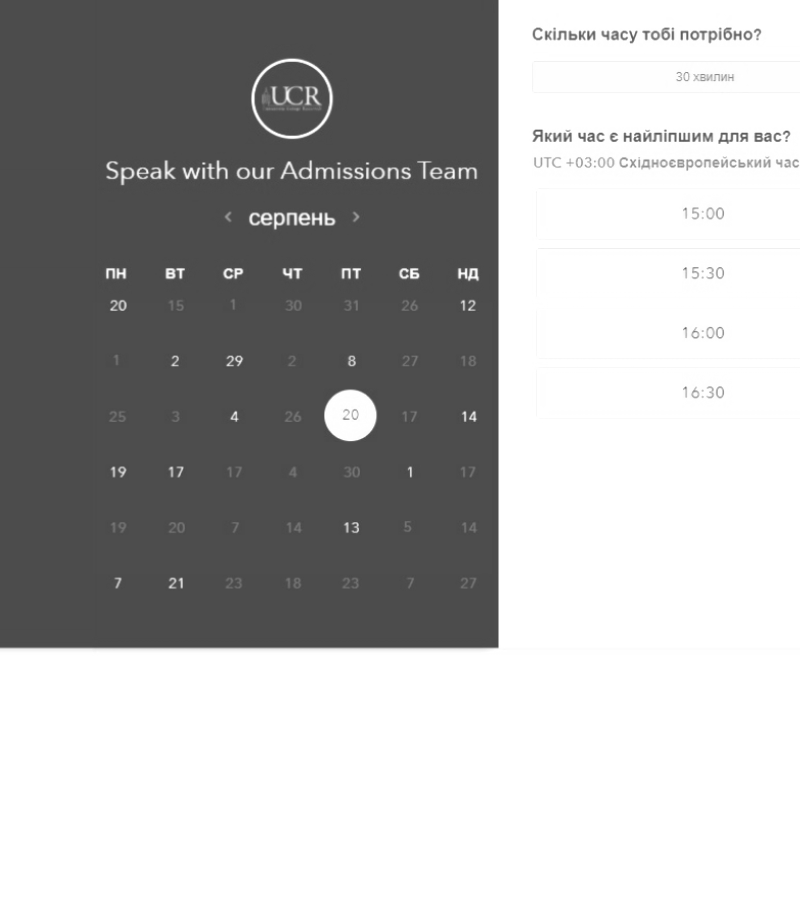 UCR
Speak with our Admissions Team
серпень
ПН ВТ СР ЧТ ПТ СБ НД
20 15 1 30 31 26 12
1 2 29 2 8 27 18
25 3 4 26 20 17 14
19 17 17 4 30 1 17
19 20 7 14 13 5 14
7 21 23 18 23 7 27
Скільки часу тобі потрібно?
30 хвилин
Який час є найліпшим для вас?
UTC +03:00 Східноєвропейський час
15:00
15:30
16:00
16:30